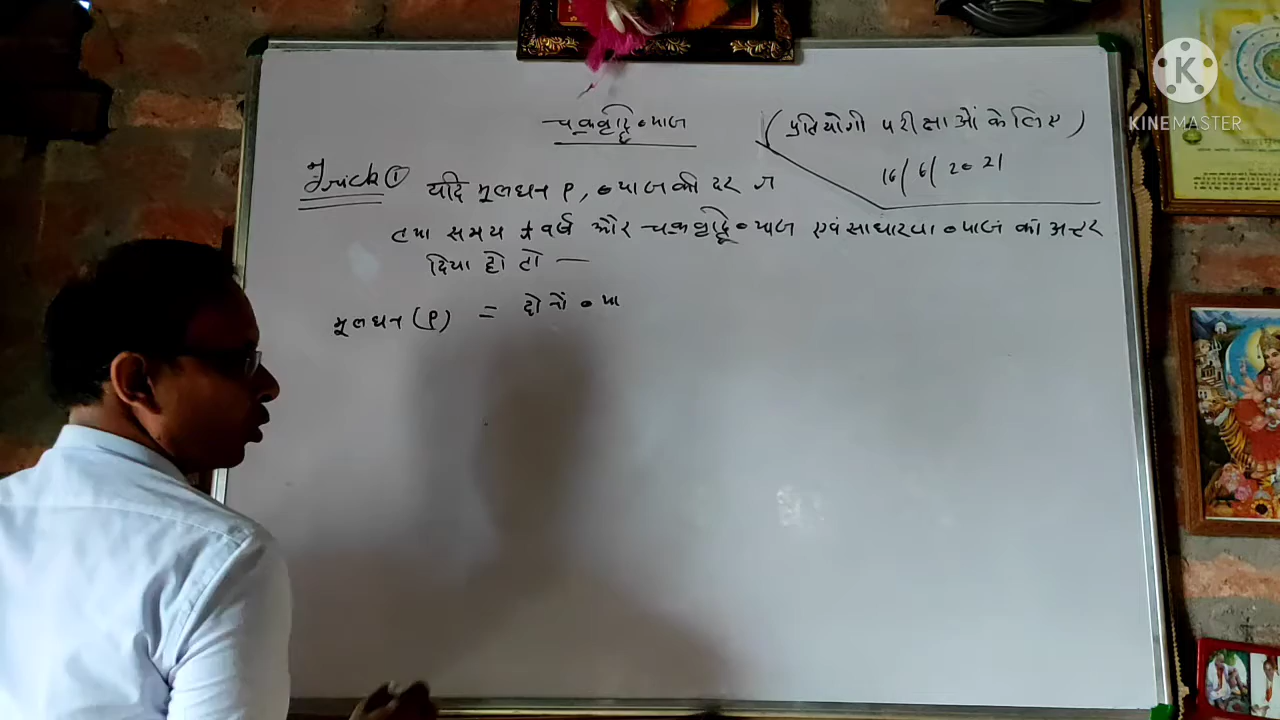 चक्रवृद्धि ब्याज
(प्रतियोगी परीक्षाओं के लिए)
16/6/2021
Trick ① यदि मूलधन P, ब्याज की दर r
तथा समय t वर्ष और चक्रवृद्धि ब्याज एवं साधारण ब्याज का अन्तर
दिया हो तो —
मूलधन (P) = दोनों ब्या
K
KINEMASTER